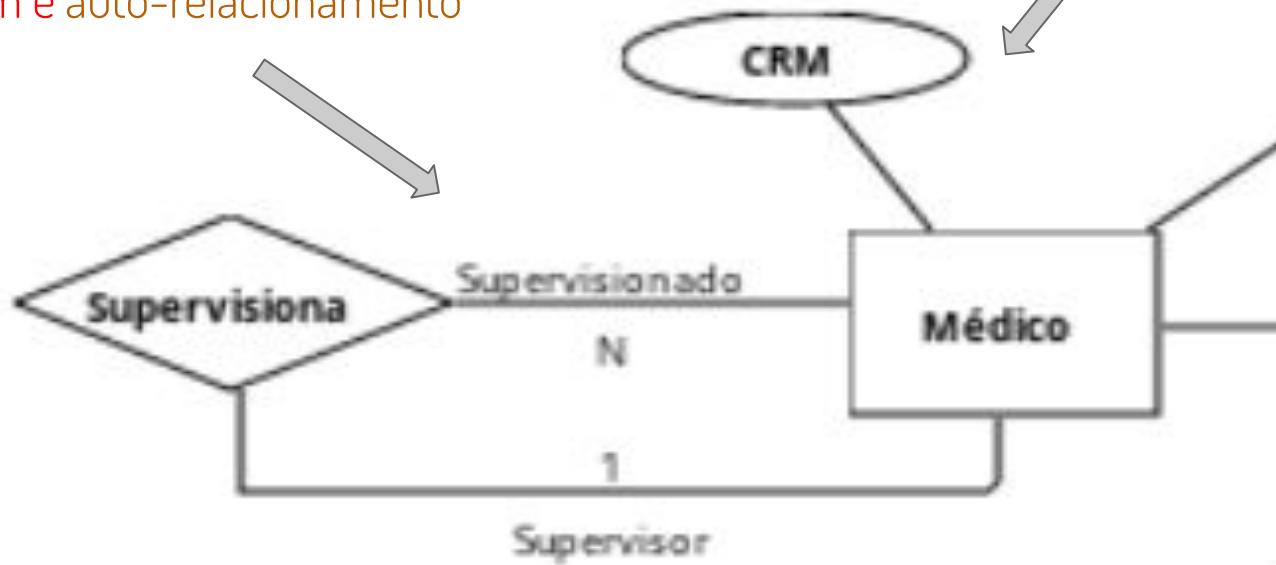 é auto-relacionamento
CRM
Supervisionado
Supervisiona
Médico
N
1
Supervisor